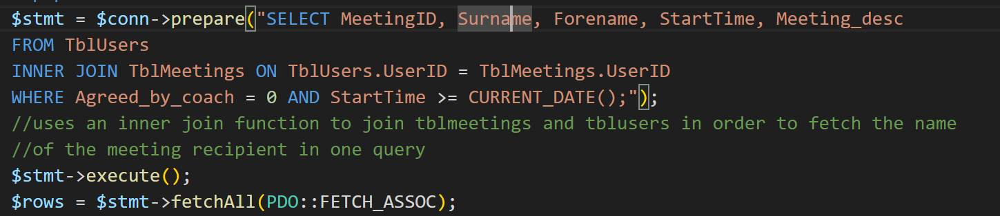 $stmt = $conn->prepare("SELECT MeetingID, Surname, Forename, StartTime, Meeting_desc
FROM TblUsers
INNER JOIN TblMeetings ON TblUsers.UserID = TblMeetings.UserID
WHERE Agreed_by_coach = 0 AND StartTime >= CURRENT_DATE();");
//uses an inner join function to join tblmeetings and tblusers in order to fetch the name
//of the meeting recipient in one query
$stmt->execute();
$rows = $stmt->fetchAll(PDO::FETCH_ASSOC);